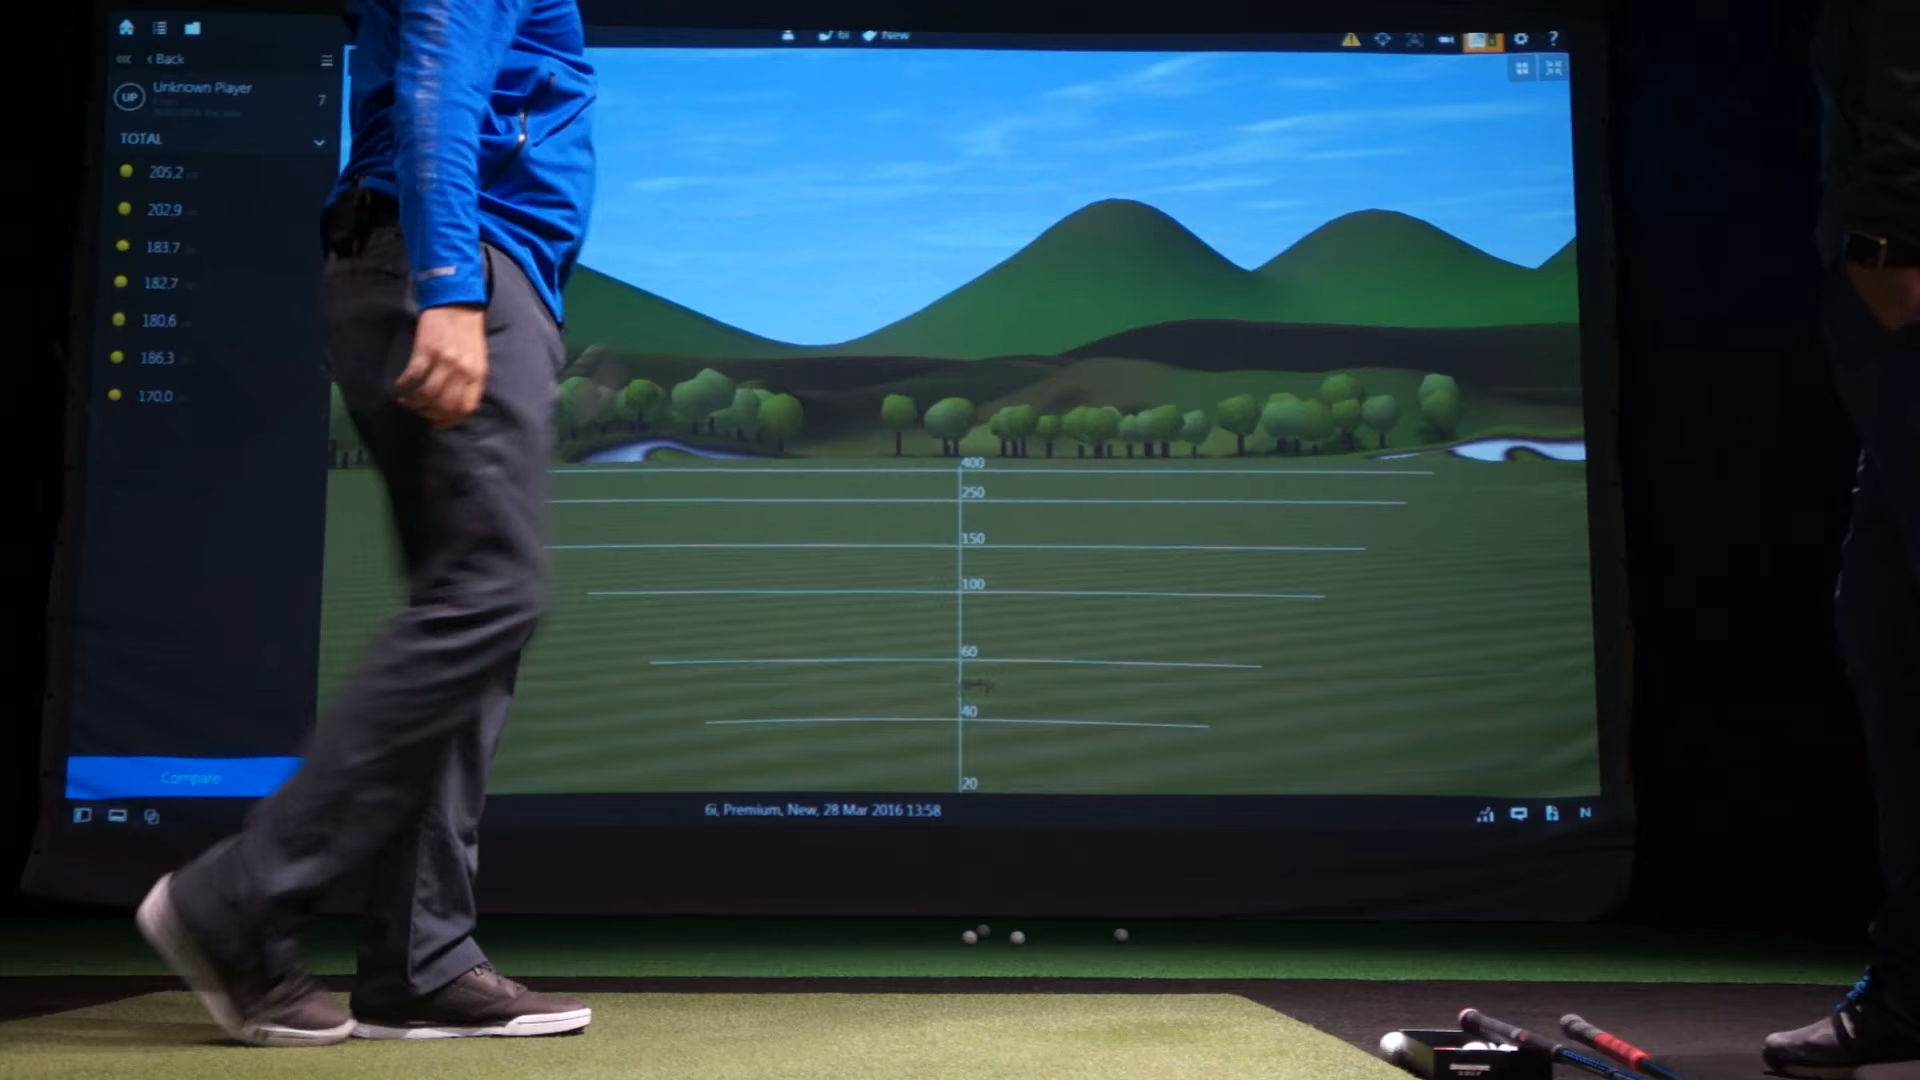 6i New
Back
UP Unknown Player 7
TOTAL
205,2
202,9
183,7
182,7
180,6
186,3
170,0
400
250
150
100
60
40
20
Compare
6i, Premium, New, 28 Mar 2016 13:58
N